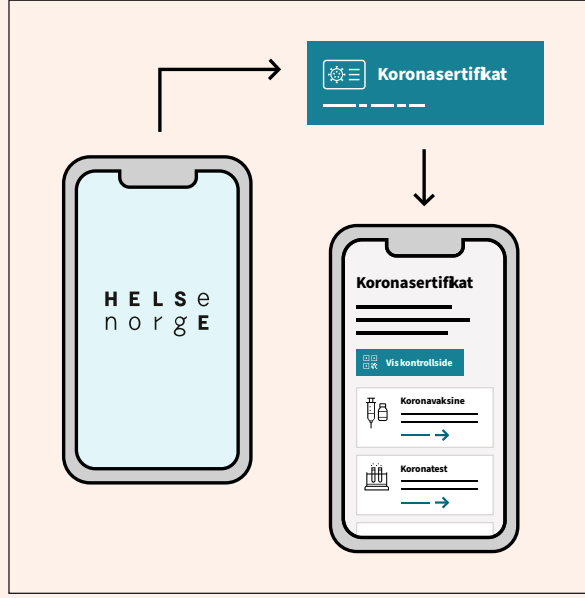 Koronasertifikat
HELSe
norgE
Koronasertifikat
Vis kontrollside
Koronavaksine
Koronatest